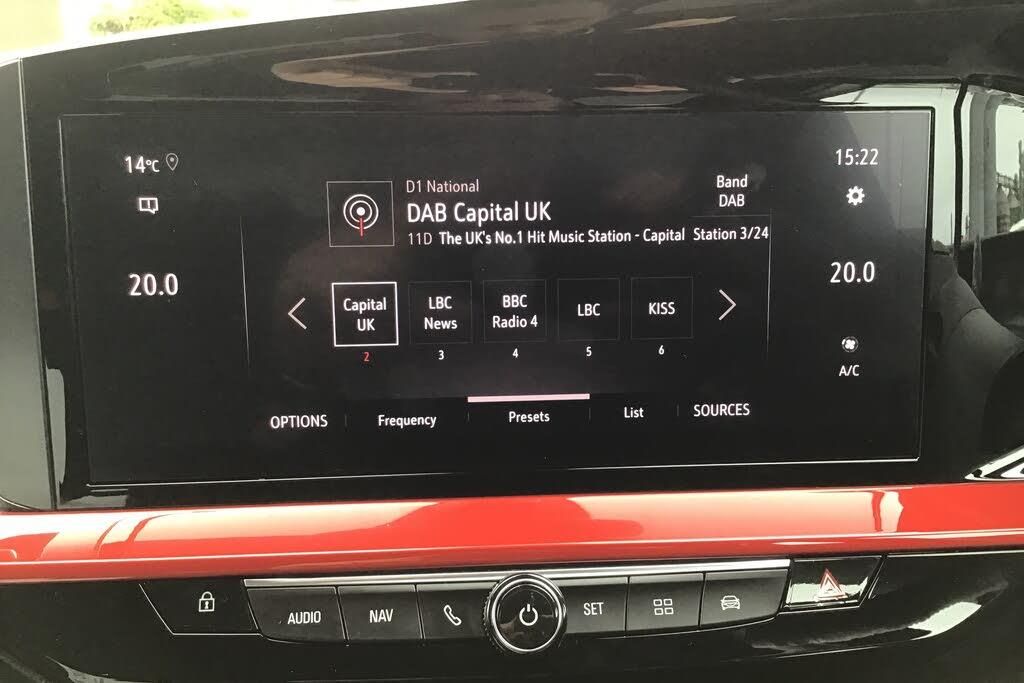 14°C
15:22
D1 National
DAB Capital UK
11D The UK's No.1 Hit Music Station - Capital
Band
DAB
Station 3/24
20.0
20.0
Capital
UK
2
LBC
News
3
BBC
Radio 4
4
LBC
5
KISS
6
A/C
OPTIONS
Frequency
Presets
List
SOURCES
AUDIO
NAV
SET